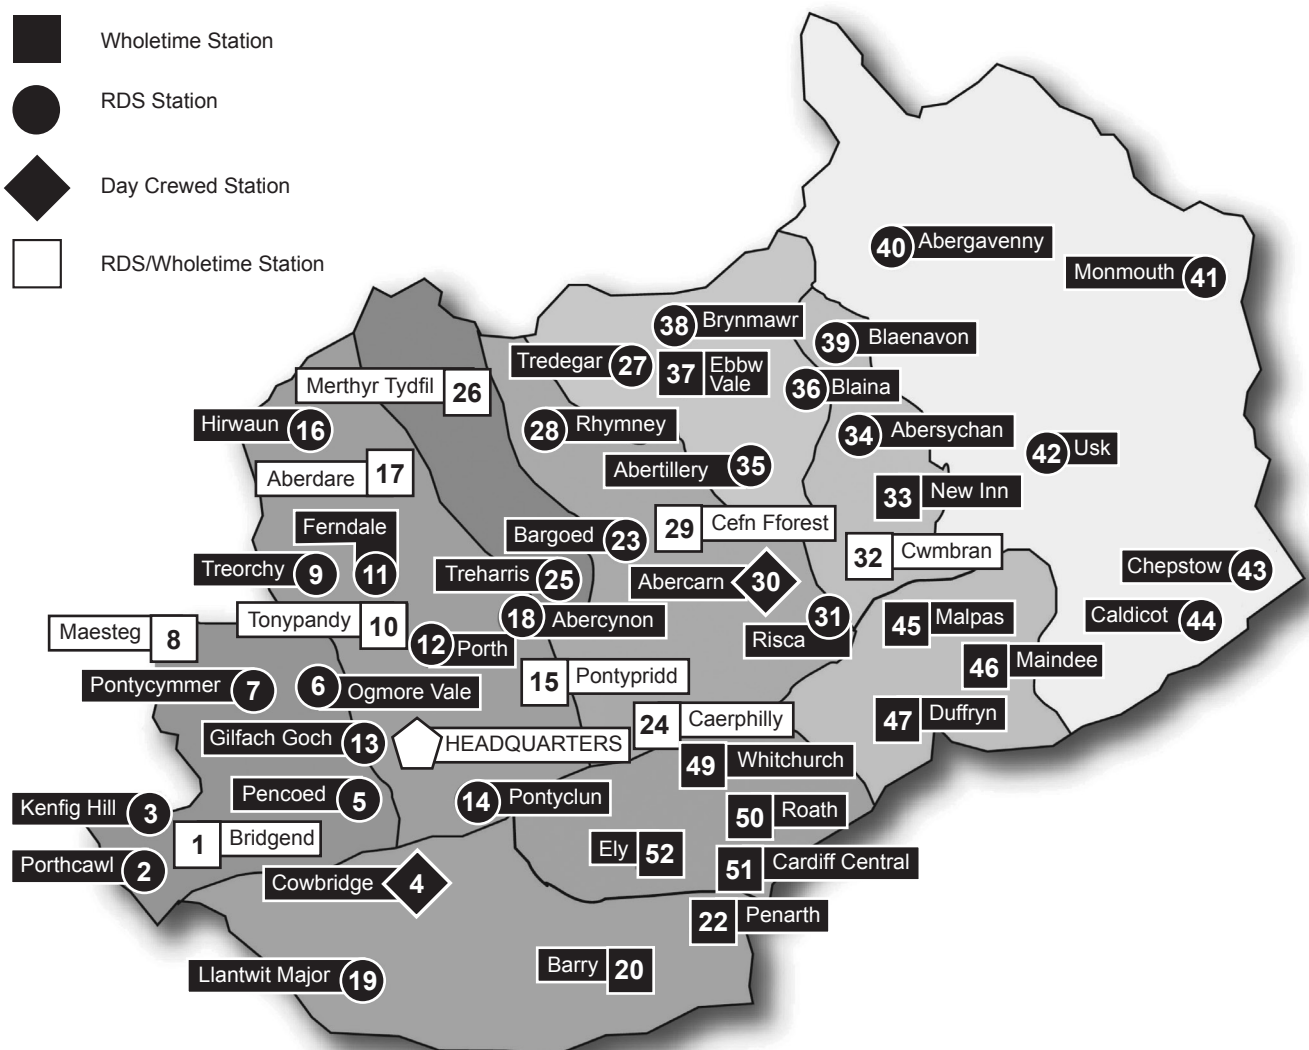 Wholetime Station
RDS Station
Day Crewed Station
RDS/Wholetime Station
40 Abergavenny
Monmouth 41
38 Brynmawr
39 Blaenavon
Tredegar 27
37 Ebbw
Vale
36 Blaina
Merthyr Tydfil 26
Hirwaun 16
28 Rhymney
34 Abersychan
42 Usk
Aberdare 17
Abertillery 35
33 New Inn
Ferndale
11
29 Cefn Fforest
Bargoed 23
32 Cwmbran
Treorchy 9
Treharris 25
Abercarn 30
Chepstow 43
Maesteg 8
Tonypandy 10
18 Abercynon
31
Risca
45 Malpas
Caldicot 44
12 Porth
46 Maindee
Pontycymmer 7
6 Ogmore Vale
15 Pontypridd
24 Caerphilly
47 Duffryn
Gilfach Goch 13
HEADQUARTERS
49 Whitchurch
Kenfig Hill 3
Pencoed 5
14 Pontyclun
50 Roath
1 Bridgend
Ely 52
Porthcawl 2
Cowbridge 4
51 Cardiff Central
22 Penarth
Llantwit Major 19
Barry 20